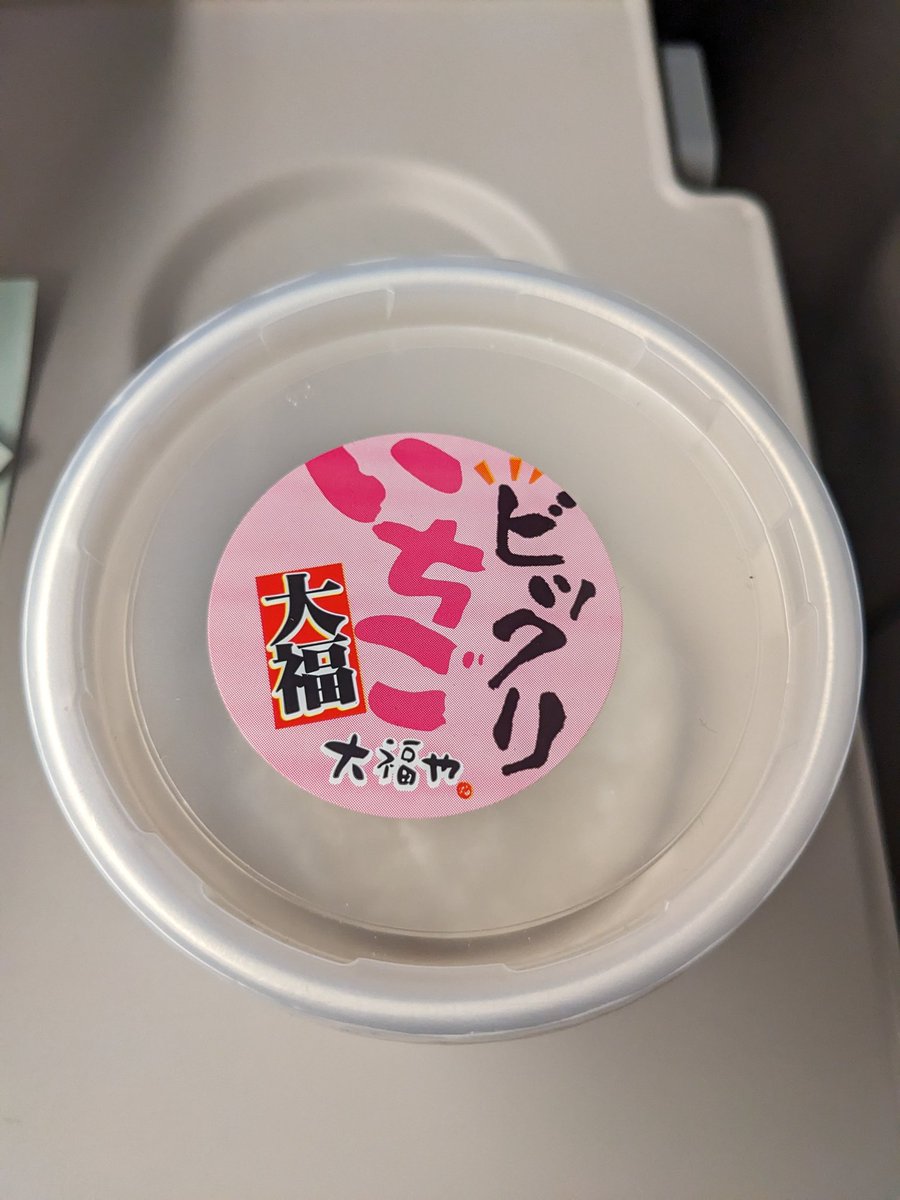 ビックリ
いちご
大福
大福や